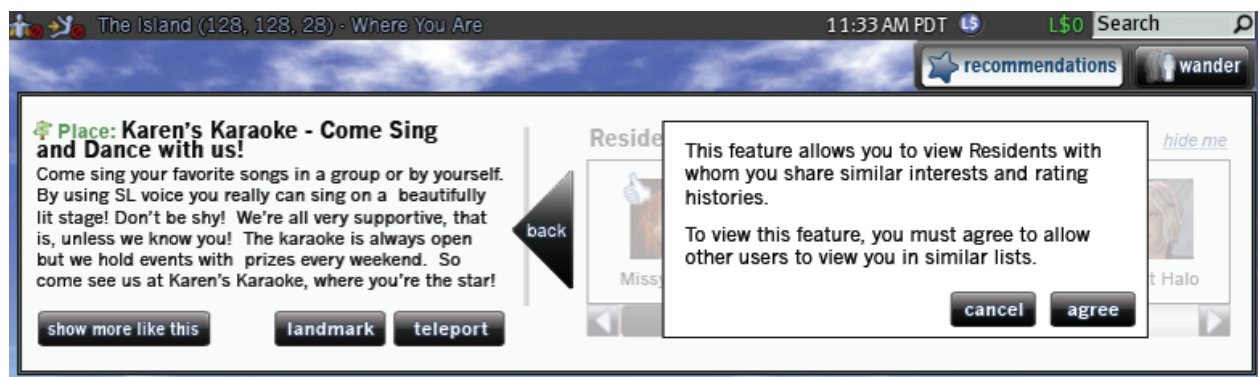 The Island (128, 128, 28) - Where You Are
11:33 AM PDT
L$
L$0
Search
recommendations
wander
Place: Karen's Karaoke - Come Sing
and Dance with us!
Come sing your favorite songs in a group or by yourself.
By using SL voice you really can sing on a beautifully
lit stage! Don't be shy! We're all very supportive, that
is, unless we know you! The karaoke is always open
but we hold events with prizes every weekend. So
come see us at Karen's Karaoke, where you're the star!
show more like this
landmark
teleport
back
Reside
hide me
Missy
t Halo
This feature allows you to view Residents with
whom you share similar interests and rating
histories.
To view this feature, you must agree to allow
other users to view you in similar lists.
cancel
agree